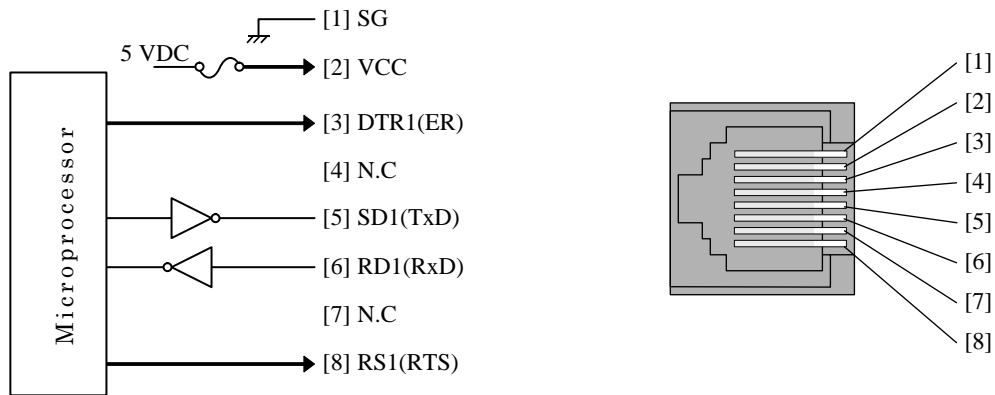 [1] SG
5 VDC
[2] VCC
[3] DTR1(ER)
[4] N.C
[5] SD1(TxD)
[6] RD1(RxD)
[7] N.C
[8] RS1(RTS)
Microprocessor
[1]
[2]
[3]
[4]
[5]
[6]
[7]
[8]